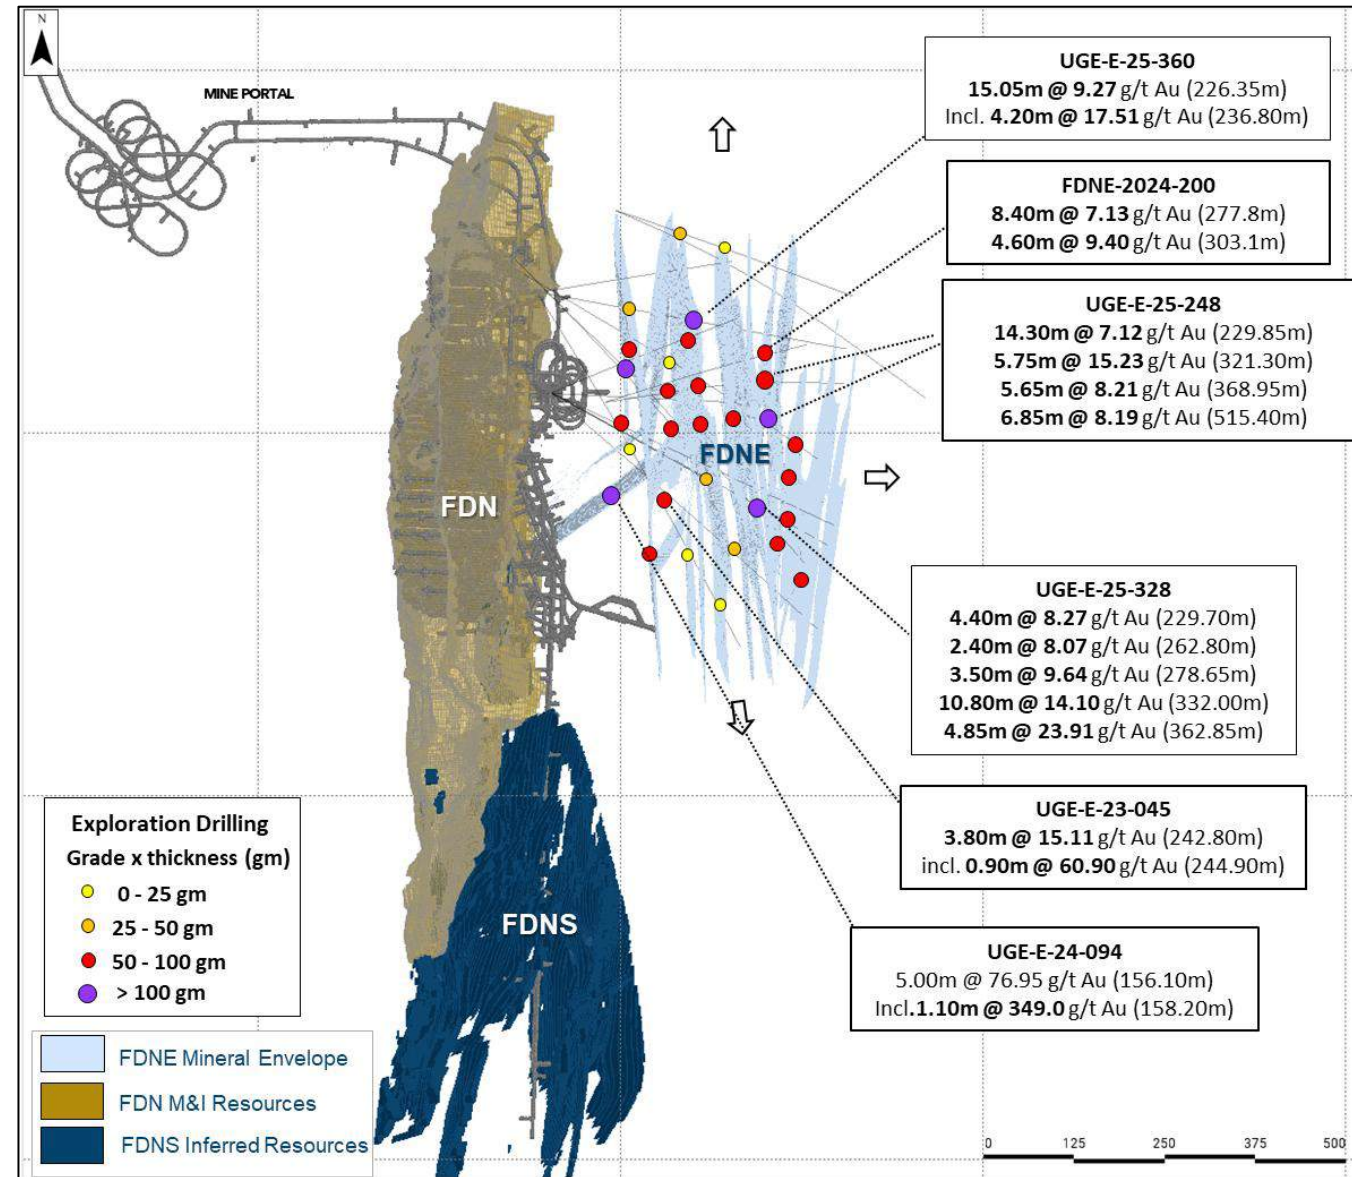 N
MINE PORTAL
UGE-E-25-360
15.05m @ 9.27 g/t Au (226.35m)
Incl. 4.20m @ 17.51 g/t Au (236.80m)
FDNE-2024-200
8.40m @ 7.13 g/t Au (277.8m)
4.60m @ 9.40 g/t Au (303.1m)
UGE-E-25-248
14.30m @ 7.12 g/t Au (229.85m)
5.75m @ 15.23 g/t Au (321.30m)
5.65m @ 8.21 g/t Au (368.95m)
6.85m @ 8.19 g/t Au (515.40m)
FDNE
FDN
UGE-E-25-328
4.40m @ 8.27 g/t Au (229.70m)
2.40m @ 8.07 g/t Au (262.80m)
3.50m @ 9.64 g/t Au (278.65m)
10.80m @ 14.10 g/t Au (332.00m)
4.85m @ 23.91 g/t Au (362.85m)
UGE-E-23-045
3.80m @ 15.11 g/t Au (242.80m)
incl. 0.90m @ 60.90 g/t Au (244.90m)
FDNS
UGE-E-24-094
5.00m @ 76.95 g/t Au (156.10m)
Incl.1.10m @ 349.0 g/t Au (158.20m)
Exploration Drilling
Grade x thickness (gm)
0 - 25 gm
25 - 50 gm
50 - 100 gm
> 100 gm
FDNE Mineral Envelope
FDN M&I Resources
FDNS Inferred Resources
0 125 250 375 500